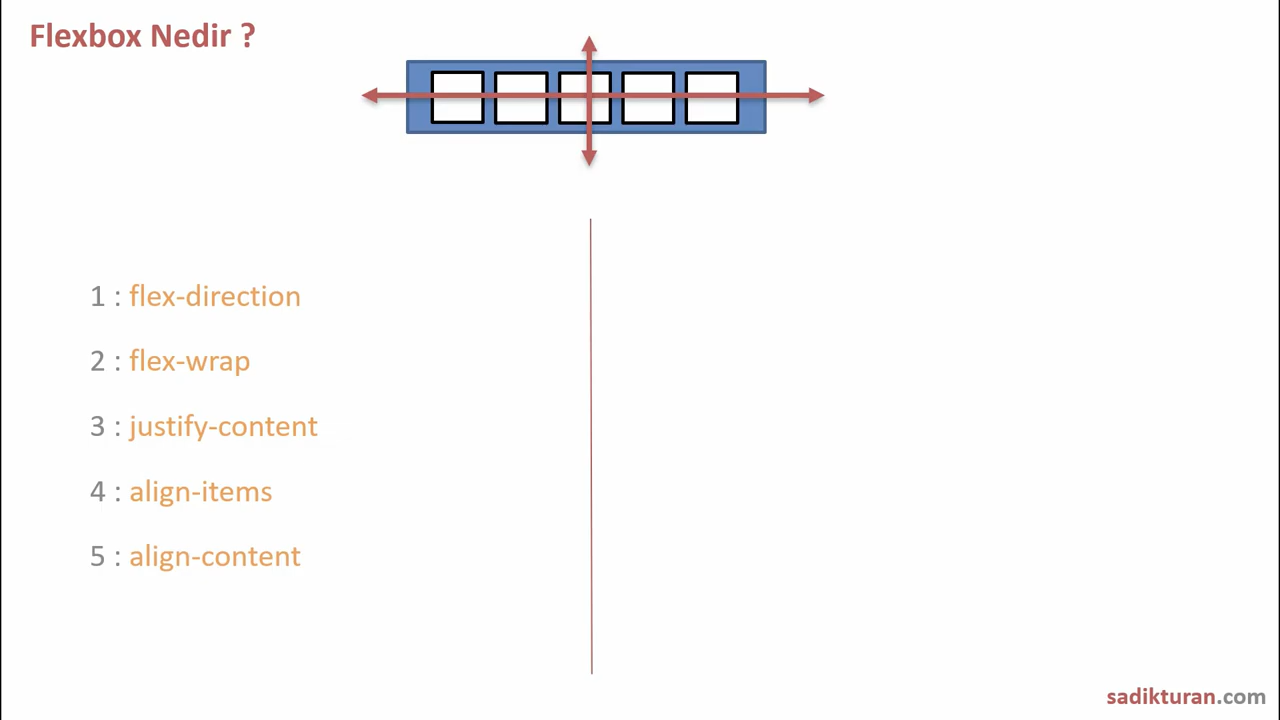 Flexbox Nedir ?
1 : flex-direction
2 : flex-wrap
3 : justify-content
4 : align-items
5 : align-content
sadikturan.com